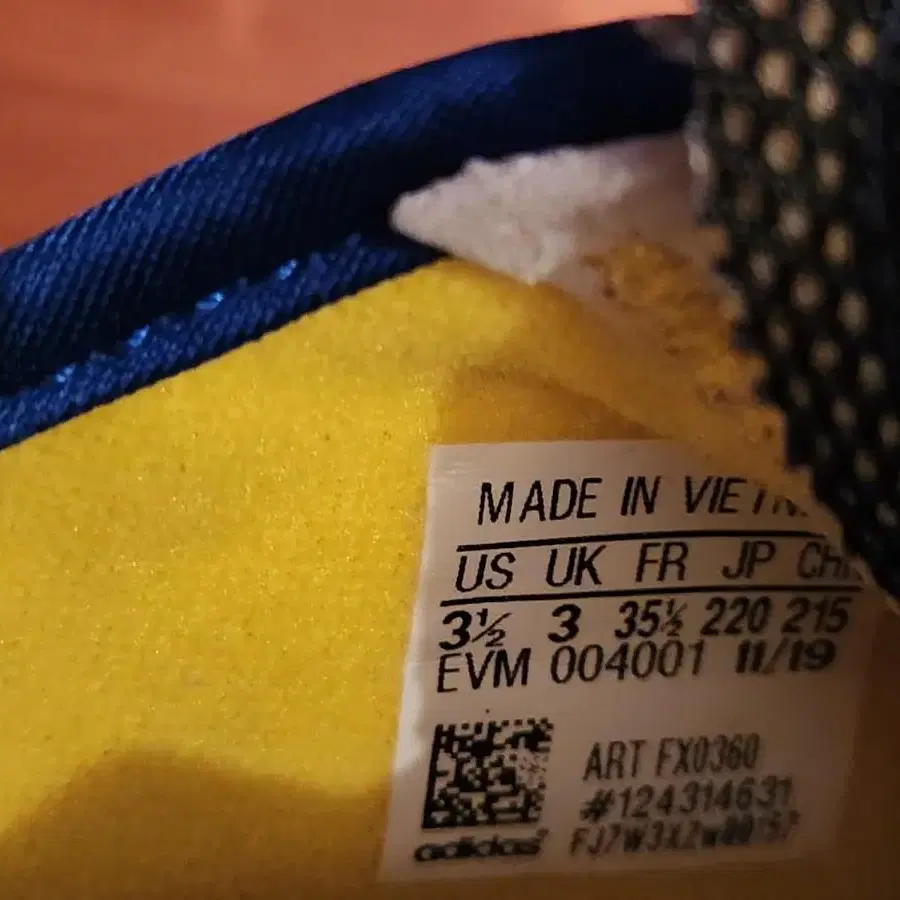 MADE IN
US UK FR JP
3½ 3 35½ 220 215
EVM 004001 11/19
ART FX0360
#124314631
adidas